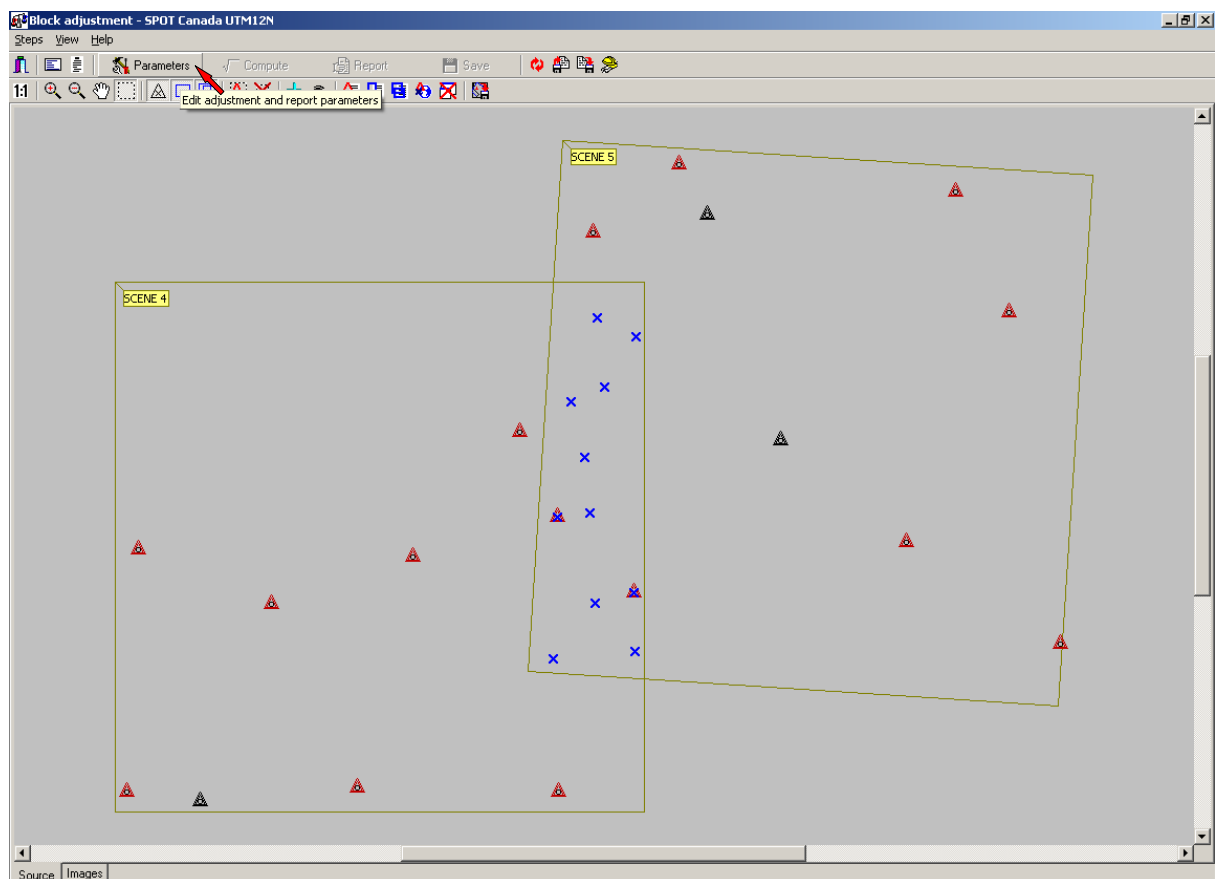 Block adjustment - SPOT Canada UTM12N
Steps View Help
Parameters Compute Report Save
1:1
Edit adjustment and report parameters
SCENE 5
SCENE 4
Source Images